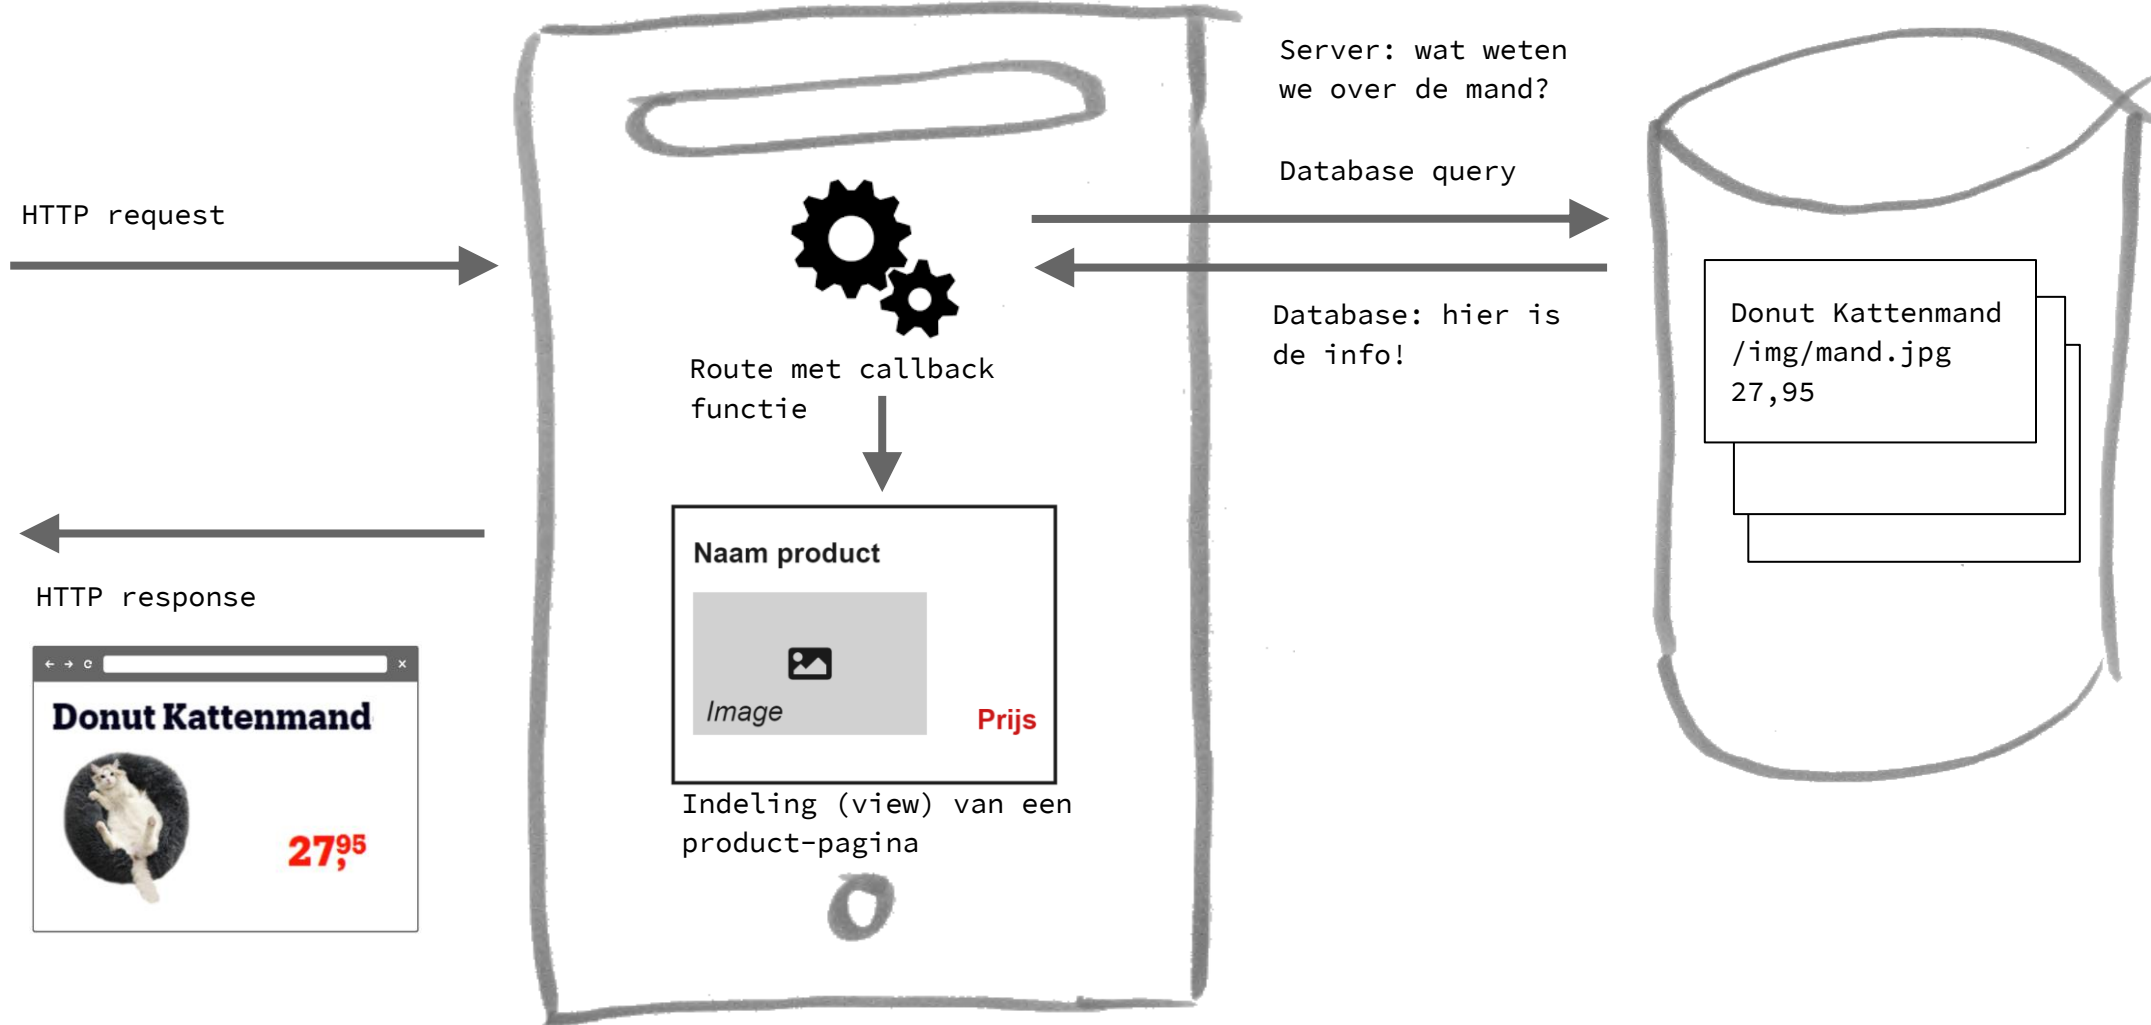 HTTP request
HTTP response
Donut Kattenmand
27,95
Route met callback
functie
Naam product
Image
Prijs
Indeling (view) van een
product-pagina
Server: wat weten
we over de mand?
Database query
Database: hier is
de info!
Donut Kattenmand
/img/mand.jpg
27,95